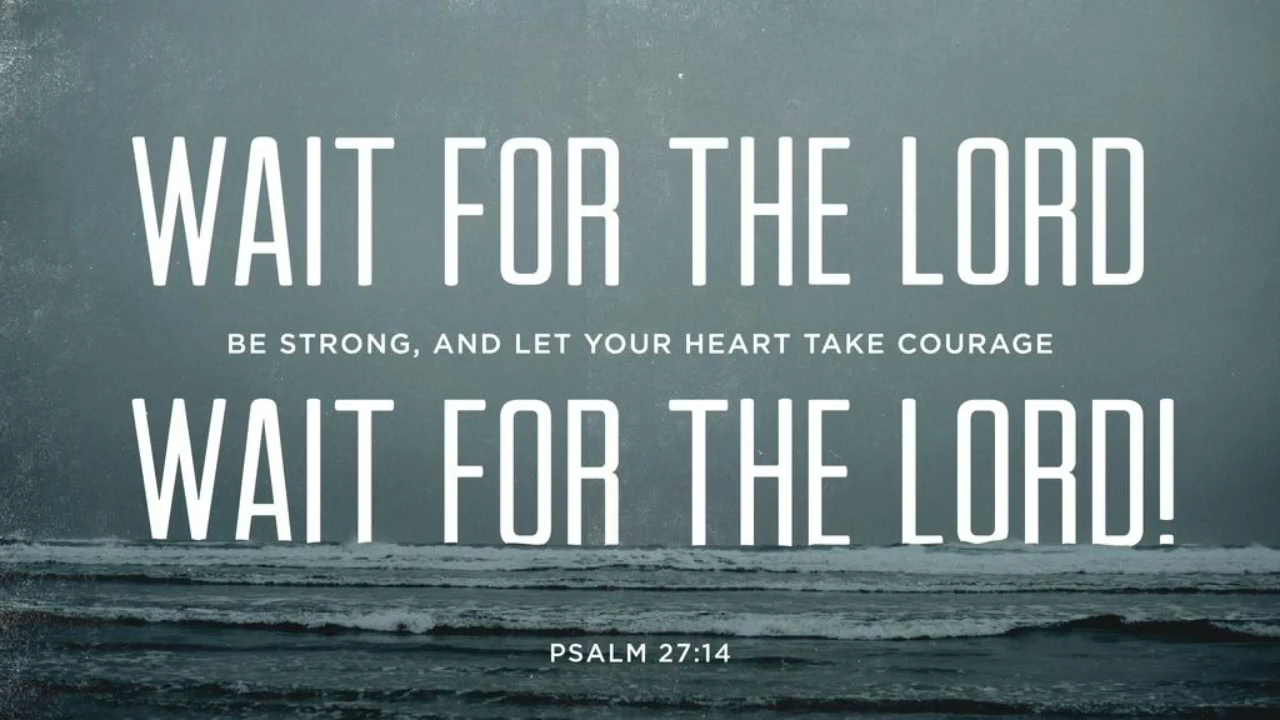 WAIT FOR THE LORD
BE STRONG, AND LET YOUR HEART TAKE COURAGE
WAIT FOR THE LORD!
PSALM 27:14